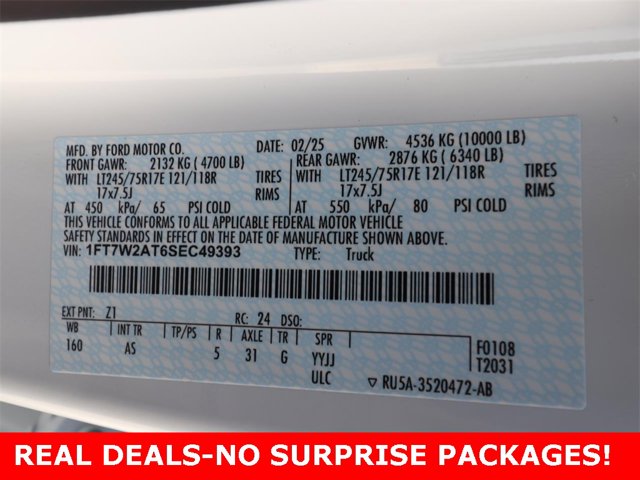 MFD. BY FORD MOTOR CO. DATE: 02/25 GVWR: 4536 KG (10000 LB)
FRONT GAWR: 2132 KG ( 4700 LB) REAR GAWR: 2876 KG ( 6340 LB)
WITH LT245/75R17E 121/118R TIRES WITH LT245/75R17E 121/118R TIRES
17x7.5J RIMS 17x7.5J RIMS
AT 450 kPa/ 65 PSI COLD AT 550 kPa/ 80 PSI COLD
THIS VEHICLE CONFORMS TO ALL APPLICABLE FEDERAL MOTOR VEHICLE
SAFETY STANDARDS IN EFFECT ON THE DATE OF MANUFACTURE SHOWN ABOVE.
VIN: 1FT7W2AT6SEC49393 TYPE: Truck
EXT PNT: Z1 RC: 24 DSO:
WB INT TR TP/PS R AXLE TR SPR F0108
160 AS 5 31 G YYJJ T2031
ULC RU5A-3520472-AB
REAL DEALS-NO SURPRISE PACKAGES!